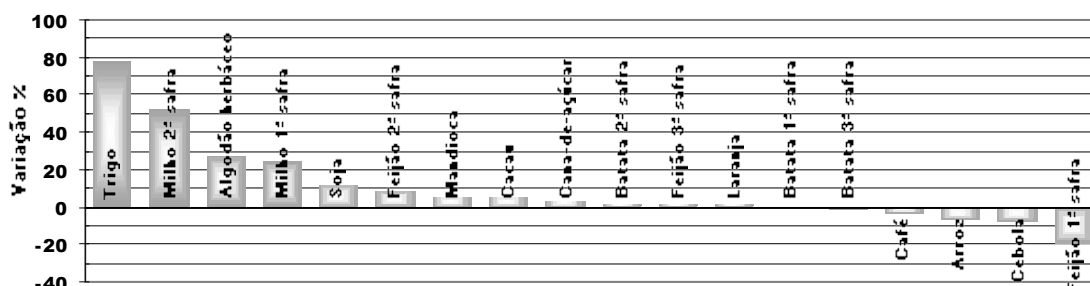 100
80
60
40
20
0
-20
-40
Variação %
Trigo
Milho 2ª safra
Algodão herbáceo
Milho 1ª safra
Soja
Feijão 2ª safra
Mandioca
Cacau
Cana-de-açúcar
Batata 2ª safra
Feijão 3ª safra
Laranja
Batata 1ª safra
Batata 3ª safra
Café
Arroz
Cebola
Feijão 1ª safra